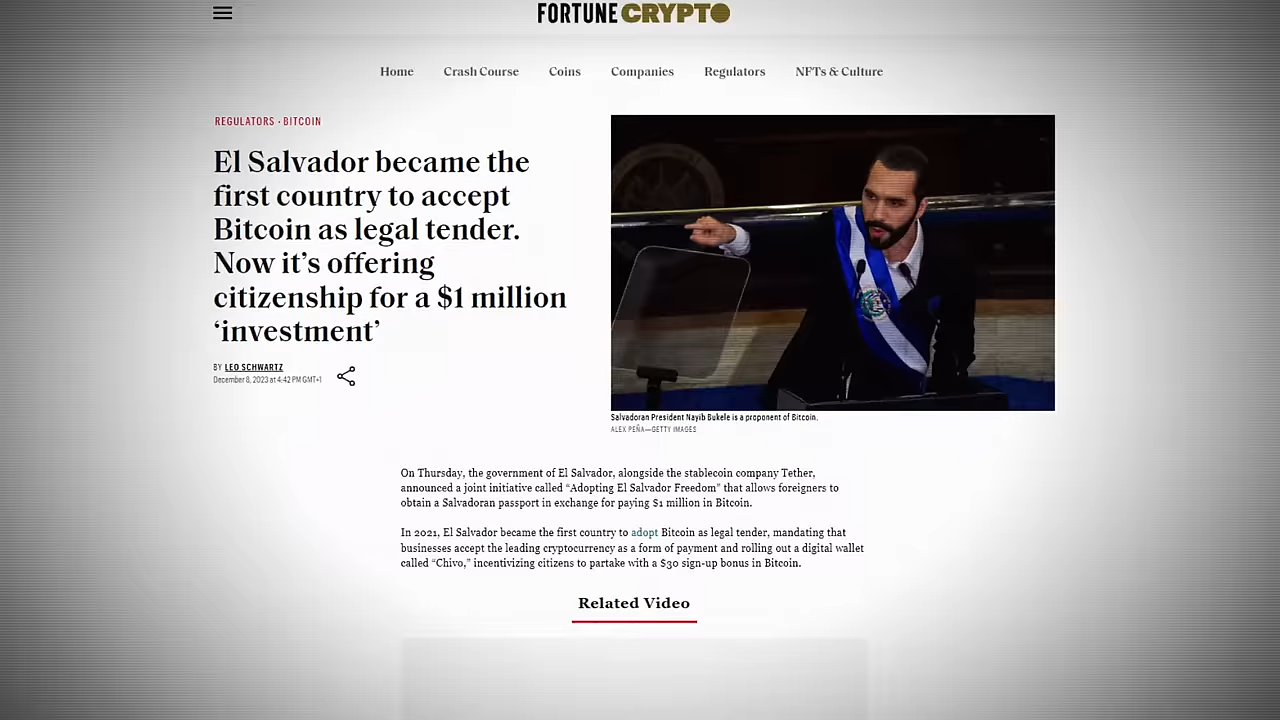 FORTUNE CRYPTO
Home Crash Course Coins Companies Regulators NFTs & Culture
REGULATORS · BITCOIN
El Salvador became the
first country to accept
Bitcoin as legal tender.
Now it’s offering
citizenship for a $1 million
‘investment’
BY LEO SCHWARTZ
December 8, 2023 at 4:42 PM GMT+1
Salvadoran President Nayib Bukele is a proponent of Bitcoin.
ALEX PEÑA—GETTY IMAGES
On Thursday, the government of El Salvador, alongside the stablecoin company Tether,
announced a joint initiative called “Adopting El Salvador Freedom” that allows foreigners to
obtain a Salvadoran passport in exchange for paying $1 million in Bitcoin.
In 2021, El Salvador became the first country to adopt Bitcoin as legal tender, mandating that
businesses accept the leading cryptocurrency as a form of payment and rolling out a digital wallet
called “Chivo,” incentivizing citizens to partake with a $30 sign-up bonus in Bitcoin.
Related Video